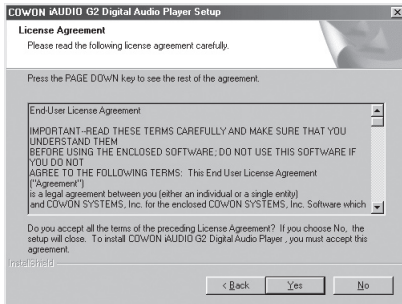 COWON iAUDIO G2 Digital Audio Player Setup
License Agreement
Please read the following license agreement carefully.
Press the PAGE DOWN key to see the rest of the agreement.
End-User License Agreement
IMPORTANT--READ THESE TERMS CAREFULLY AND MAKE SURE THAT YOU
UNDERSTAND THEM
BEFORE USING THE ENCLOSED SOFTWARE; DO NOT USE THIS SOFTWARE IF
YOU DO NOT
AGREE TO THE FOLLOWING TERMS: This End User License Agreement
("Agreement")
is a legal agreement between you (either an individual or a single entity)
and COWON SYSTEMS, Inc. for the enclosed COWON SYSTEMS, Inc. Software which
Do you accept all the terms of the preceding License Agreement? If you choose No, the
setup will close. To install COWON iAUDIO G2 Digital Audio Player , you must accept this
agreement.
InstallShield
< Back Yes No